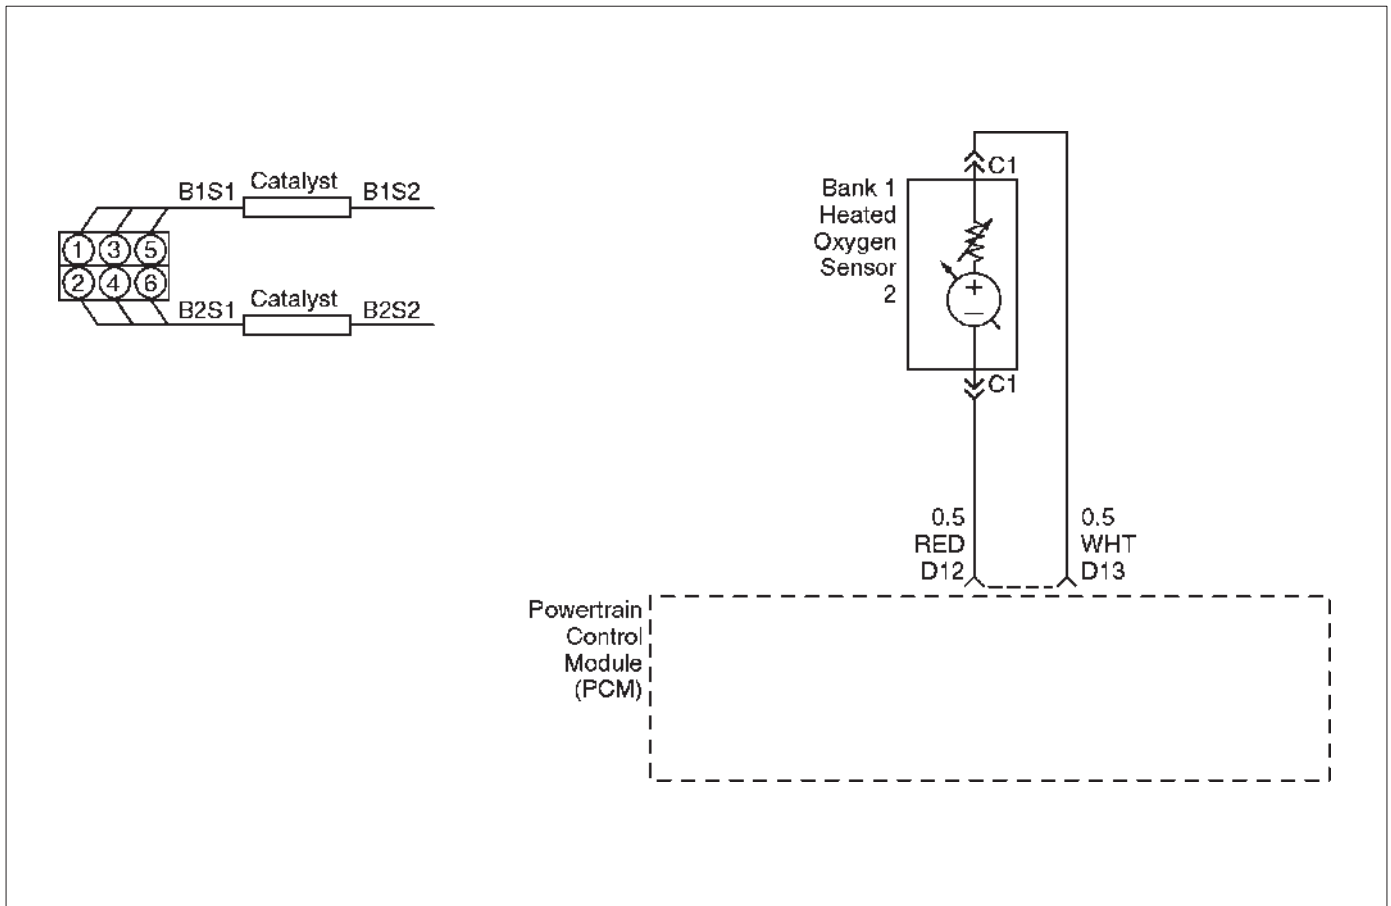 B1S1 Catalyst B1S2
1 3 5
2 4 6
B2S1 Catalyst B2S2
C1
Bank 1
Heated
Oxygen
Sensor
2
+
−
C1
0.5
RED
D12
0.5
WHT
D13
Powertrain
Control
Module
(PCM)